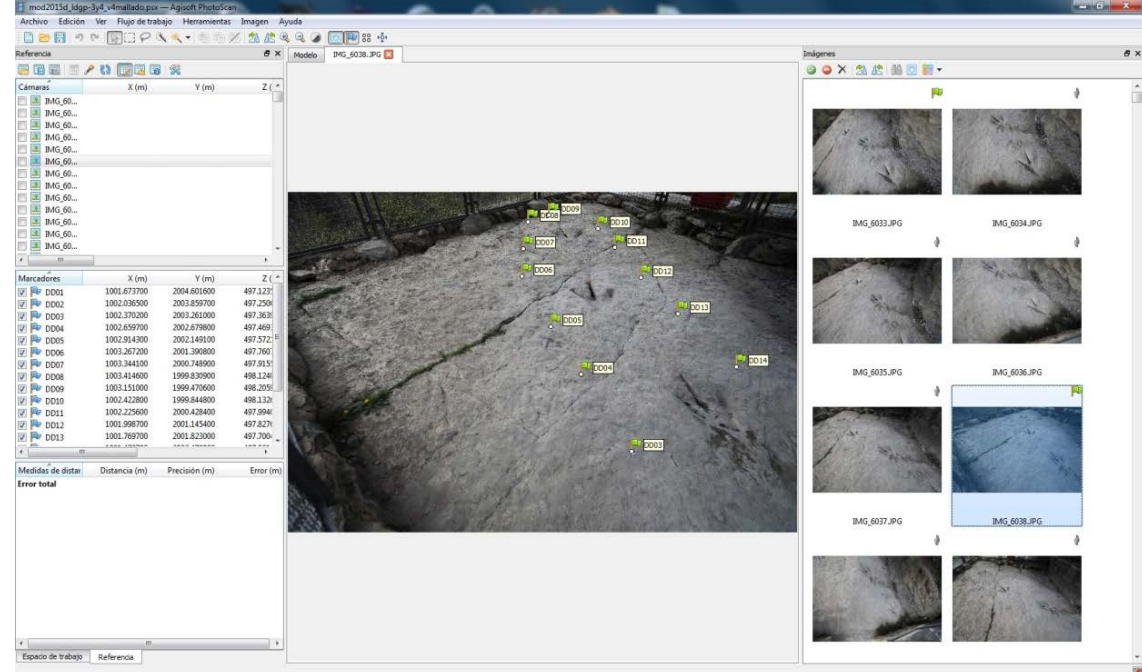 mod2015d_ldgp-3y4_v4mallado.psx — Agisoft PhotoScan
Archivo Edición Ver Flujo de trabajo Herramientas Imagen Ayuda
Referencia
Cámaras X (m) Y (m) Z (
IMG_60...
IMG_60...
IMG_60...
IMG_60...
IMG_60...
IMG_60...
IMG_60...
IMG_60...
IMG_60...
IMG_60...
IMG_60...
IMG_60...
IMG_60...
Marcadores X (m) Y (m) Z (
DD01 1001.673700 2004.601600 497.123
DD02 1002.036500 2003.859700 497.250
DD03 1002.370200 2003.261000 497.363
DD04 1002.659700 2002.679800 497.469
DD05 1002.914300 2002.149100 497.572
DD06 1003.267200 2001.390800 497.760
DD07 1003.344100 2000.748900 497.915
DD08 1003.414600 1999.830900 498.124
DD09 1003.151000 1999.470600 498.205
DD10 1002.422800 1999.844800 498.132
DD11 1002.225600 2000.428400 497.994
DD12 1001.998700 2001.145400 497.827
DD13 1001.769700 2001.823000 497.700
Medidas de distar Distancia (m) Precisión (m) Error (m)
Error total
Espacio de trabajo Referencia
Modelo IMG_6038.JPG
DD09
DD08
DD10
DD07
DD11
DD06
DD12
DD13
DD05
DD14
DD04
DD03
Imágenes
IMG_6033.JPG IMG_6034.JPG
IMG_6035.JPG IMG_6036.JPG
IMG_6037.JPG IMG_6038.JPG